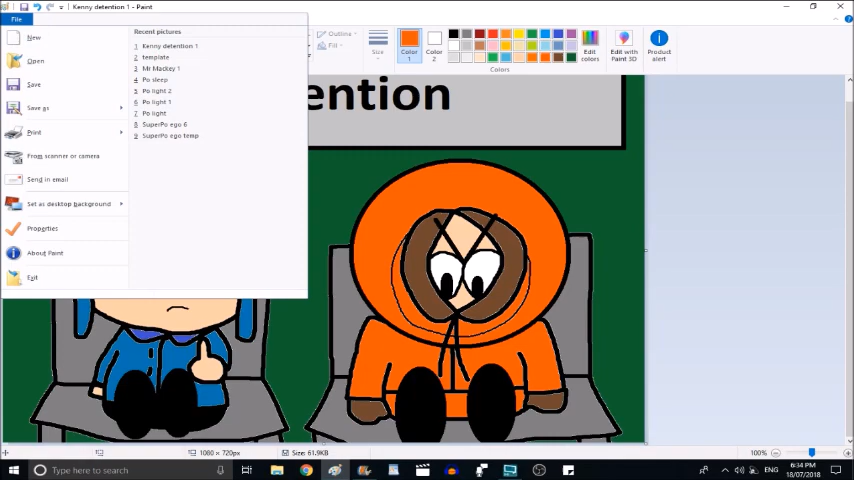 Kenny detention 1 - Paint
File
New
Open
Save
Save as
Print
From scanner or camera
Send in email
Set as desktop background
Properties
About Paint
Exit
Recent pictures
1 Kenny detention 1
2 template
3 Mr Mackey 1
4 Po sleep
5 Po light 2
6 Po light 1
7 Po light
8 SuperPo ego 6
9 SuperPo ego temp
Outline
Fill
Size
Color
1
Color
2
Edit
colors
Edit with
Paint 3D
Product
alert
Colors
ention
1080 × 720px
Size: 61.9KB
100%
Type here to search
ENG
6:34 PM
18/07/2018